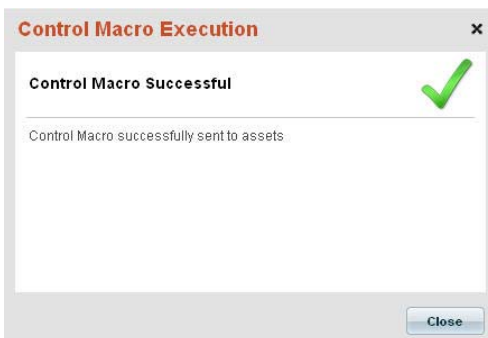 Control Macro Execution
Control Macro Successful
Control Macro successfully sent to assets
Close